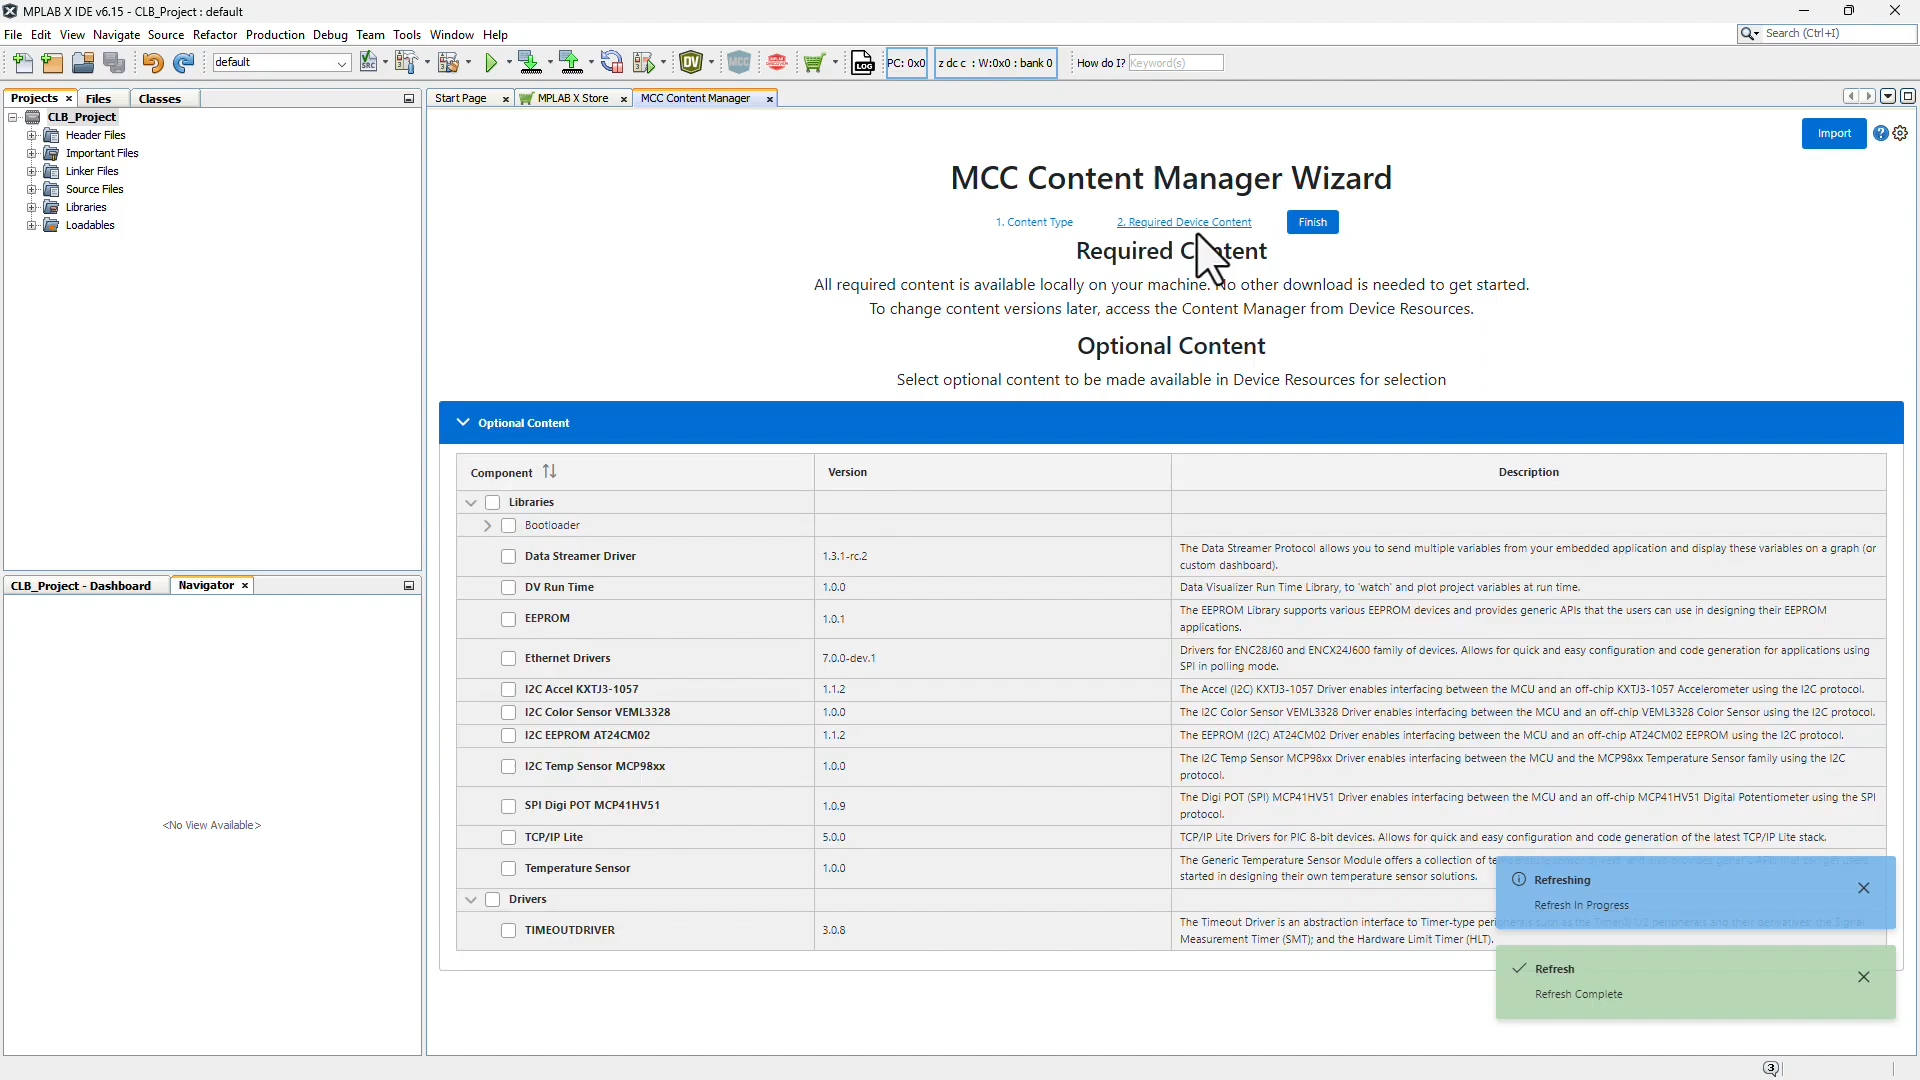 MPLAB X IDE v6.15 - CLB_Project : default
File Edit View Navigate Source Refactor Production Debug Team Tools Window Help
Search (Ctrl+I)
default
PC: 0x0
z dc c : W:0x0 : bank 0
How do I? Keyword(s)
Projects Files Classes
Start Page MPLAB X Store MCC Content Manager
CLB_Project
Header Files
Important Files
Linker Files
Source Files
Libraries
Loadables
CLB_Project - Dashboard Navigator
<No View Available>
Import
MCC Content Manager Wizard
1. Content Type 2. Required Device Content Finish
Required Content
All required content is available locally on your machine. No other download is needed to get started.
To change content versions later, access the Content Manager from Device Resources.
Optional Content
Select optional content to be made available in Device Resources for selection
Optional Content
Component Version Description
Libraries
Bootloader
Data Streamer Driver 1.3.1-rc.2 The Data Streamer Protocol allows you to send multiple variables from your embedded application and display these variables on a graph (or
custom dashboard).
DV Run Time 1.0.0 Data Visualizer Run Time Library, to 'watch' and plot project variables at run time.
EEPROM 1.0.1 The EEPROM Library supports various EEPROM devices and provides generic APIs that the users can use in designing their EEPROM
applications.
Ethernet Drivers 7.0.0-dev.1 Drivers for ENC28J60 and ENCX24J600 family of devices. Allows for quick and easy configuration and code generation for applications using
SPI in polling mode.
I2C Accel KXTJ3-1057 1.1.2 The Accel (I2C) KXTJ3-1057 Driver enables interfacing between the MCU and an off-chip KXTJ3-1057 Accelerometer using the I2C protocol.
I2C Color Sensor VEML3328 1.0.0 The I2C Color Sensor VEML3328 Driver enables interfacing between the MCU and an off-chip VEML3328 Color Sensor using the I2C protocol.
I2C EEPROM AT24CM02 1.1.2 The EEPROM (I2C) AT24CM02 Driver enables interfacing between the MCU and an off-chip AT24CM02 EEPROM using the I2C protocol.
I2C Temp Sensor MCP98xx 1.0.0 The I2C Temp Sensor MCP98xx Driver enables interfacing between the MCU and the MCP98xx Temperature Sensor family using the I2C
protocol.
SPI Digi POT MCP41HV51 1.0.9 The Digi POT (SPI) MCP41HV51 Driver enables interfacing between the MCU and an off-chip MCP41HV51 Digital Potentiometer using the SPI
protocol.
TCP/IP Lite 5.0.0 TCP/IP Lite Drivers for PIC 8-bit devices. Allows for quick and easy configuration and code generation of the latest TCP/IP Lite stack.
Temperature Sensor 1.0.0 The Generic Temperature Sensor Module offers a collection of
started in designing their own temperature sensor solutions.
Drivers
TIMEOUTDRIVER 3.0.8 The Timeout Driver is an abstraction interface to Timer-type
Measurement Timer (SMT); and the Hardware Limit Timer (HLT).
Refreshing
Refresh In Progress
Refresh
Refresh Complete
3